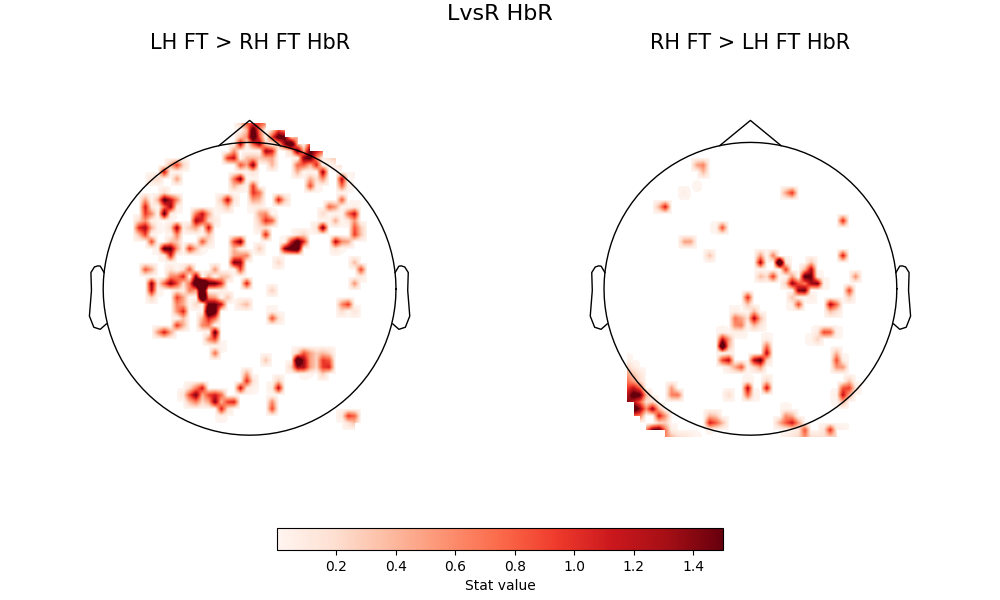 LvsR HbR
LH FT > RH FT HbR
RH FT > LH FT HbR
0.2 0.4 0.6 0.8 1.0 1.2 1.4
Stat value